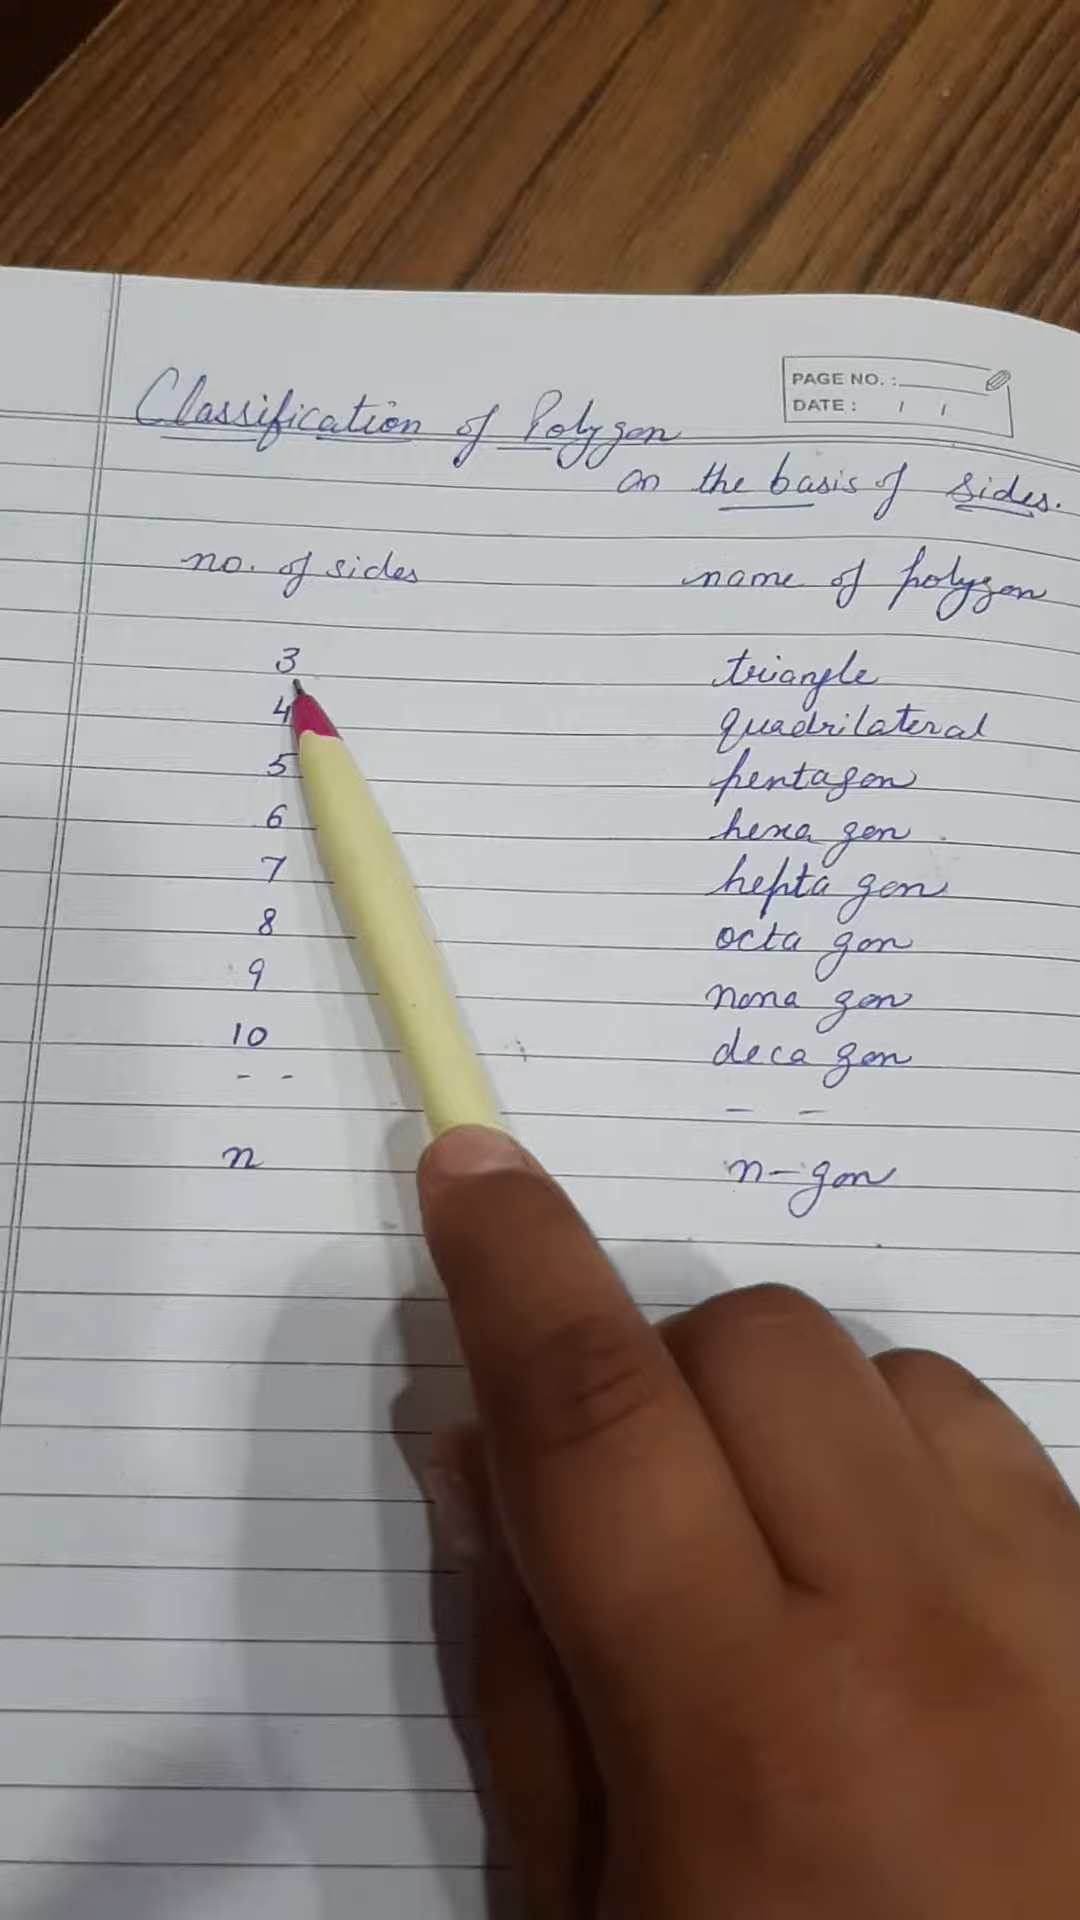 PAGE NO. :
DATE : / /
Classification of Polygon
on the basis of sides.
no. of sides name of polygon
3 triangle
4 quadrilateral
5 pentagon
6 hexa gon
7 hepta gon
8 octa gon
9 nona gon
10 deca gon
- - - -
n n-gon